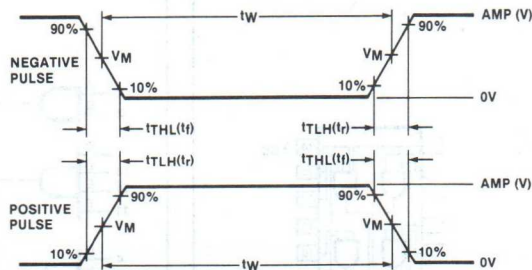 tW
AMP (V)
90% 90%
NEGATIVE
PULSE
VM VM
10% 10%
0V
tTHL(tf) tTLH(tr)
tTLH(tr) tTHL(tf)
AMP (V)
90% 90%
POSITIVE
PULSE
VM VM
10% 10%
tW
0V